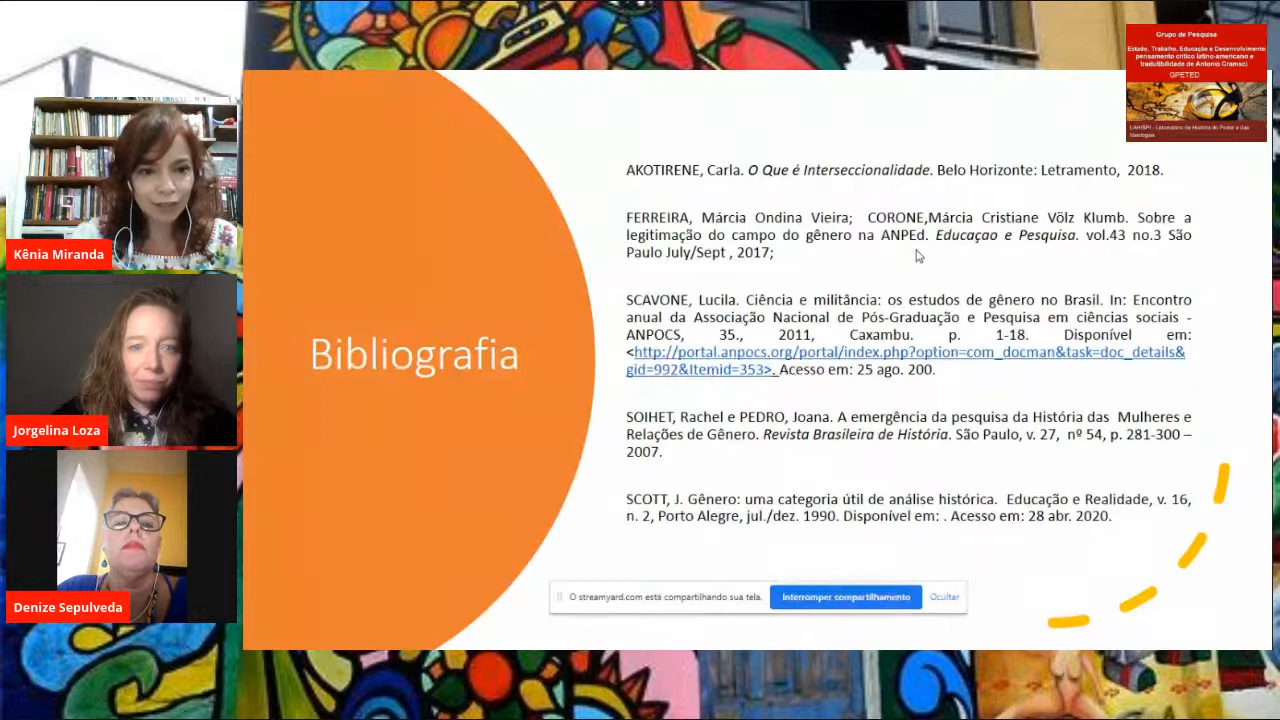 Grupo de Pesquisa
Estado, Trabalho, Educação e Desenvolvimento
pensamento crítico latino-americano e
tradutibilidade de Antonio Gramsci
GPETED
LAHISPI - Laboratório de História do Poder e das
Ideologias
Kênia Miranda
Jorgelina Loza
Denize Sepulveda
Bibliografia
AKOTIRENE, Carla. O Que é Interseccionalidade. Belo Horizonte: Letramento, 2018.
FERREIRA, Márcia Ondina Vieira; CORONE,Márcia Cristiane Völz Klumb. Sobre a
legitimação do campo do gênero na ANPEd. Educaçao e Pesquisa. vol.43 no.3 São
Paulo July/Sept , 2017;
SCAVONE, Lucila. Ciência e militância: os estudos de gênero no Brasil. In: Encontro
anual da Associação Nacional de Pós-Graduação e Pesquisa em ciências sociais -
ANPOCS, 35., 2011, Caxambu. p. 1-18. Disponível em:
<http://portal.anpocs.org/portal/index.php?option=com_docman&task=doc_details&
gid=992&Itemid=353>. Acesso em: 25 ago. 200.
SOIHET, Rachel e PEDRO, Joana. A emergência da pesquisa da História das Mulheres e
Relações de Gênero. Revista Brasileira de História. São Paulo, v. 27, nº 54, p. 281-300 –
2007.
SCOTT, J. Gênero: uma categoria útil de análise histórica. Educação e Realidade, v. 16,
n. 2, Porto Alegre, jul./dez. 1990. Disponível em: . Acesso em: 28 abr. 2020.
O streamyard.com está compartilhando sua tela. Interromper compartilhamento Ocultar